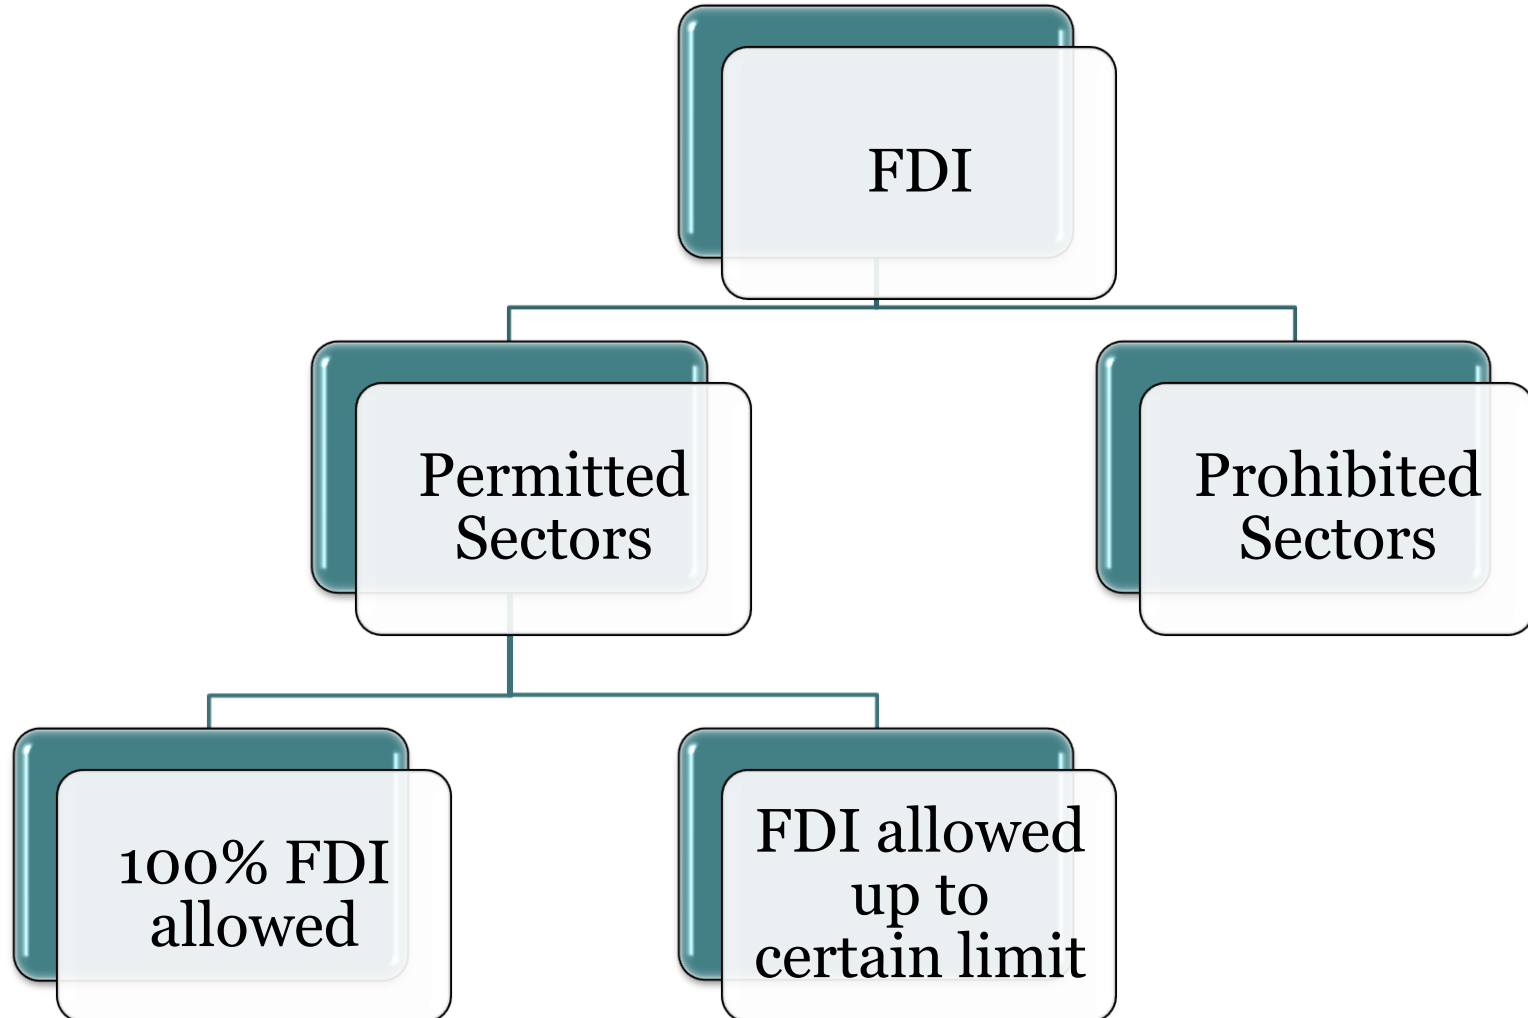 FDI
Permitted
Sectors
Prohibited
Sectors
100% FDI
allowed
FDI allowed
up to
certain limit